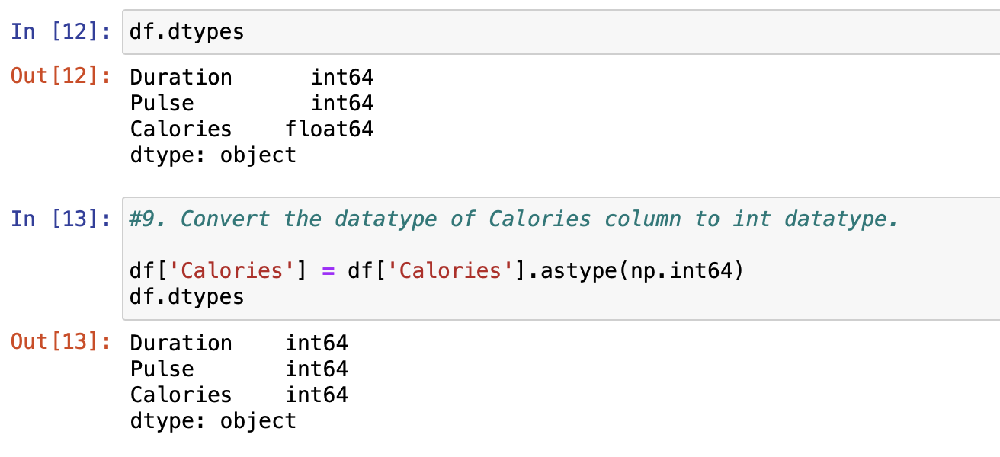 In [12]: df.dtypes
Out[12]: Duration      int64
Pulse         int64
Calories    float64
dtype: object
In [13]: #9. Convert the datatype of Calories column to int datatype.
df['Calories'] = df['Calories'].astype(np.int64)
df.dtypes
Out[13]: Duration    int64
Pulse       int64
Calories    int64
dtype: object